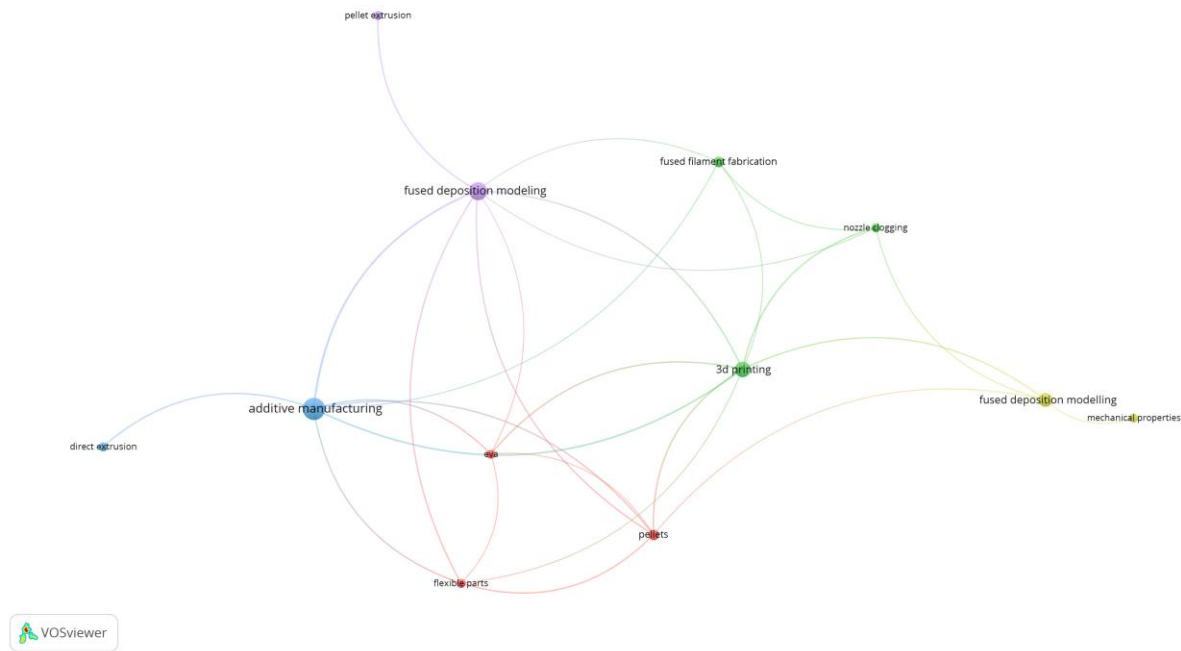 pellet extrusion
fused filament fabrication
fused deposition modeling
nozzle clogging
3d printing
fused deposition modelling
additive manufacturing
mechanical properties
direct extrusion
eva
pellets
flexible parts
VOSviewer